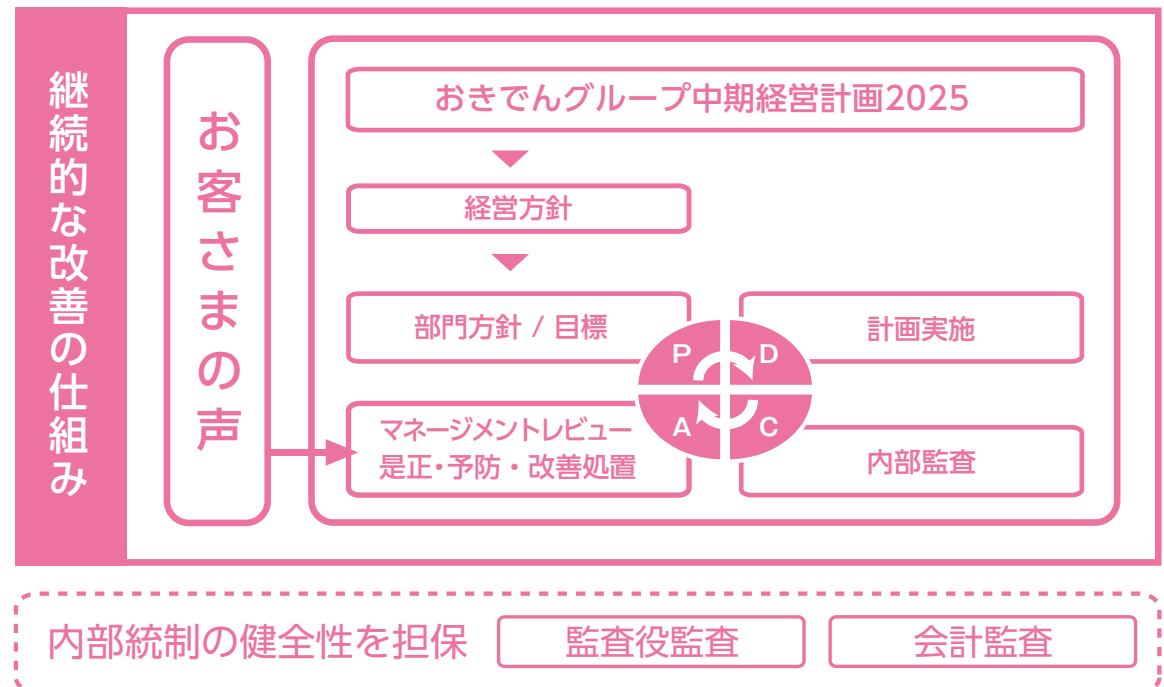 継続的な改善の仕組み
お客さまの声
おきでんグループ中期経営計画2025
経営方針
部門方針 / 目標
計画実施
P
D
A
C
マネージメントレビュー
是正・予防・改善処置
内部監査
内部統制の健全性を担保
監査役監査
会計監査